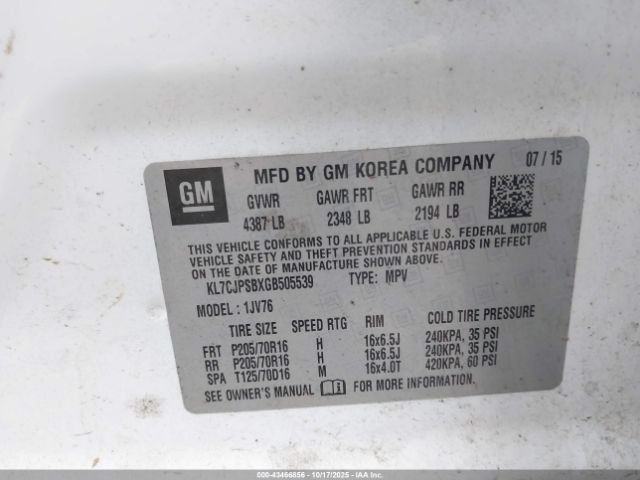 GM
MFD BY GM KOREA COMPANY 07 / 15
GVWR GAWR FRT GAWR RR
4387 LB 2348 LB 2194 LB
THIS VEHICLE CONFORMS TO ALL APPLICABLE U.S. FEDERAL MOTOR
VEHICLE SAFETY AND THEFT PREVENTION STANDARDS IN EFFECT
ON THE DATE OF MANUFACTURE SHOWN ABOVE.
KL7CJPSBXGB505539 TYPE: MPV
MODEL : 1JV76
TIRE SIZE SPEED RTG RIM COLD TIRE PRESSURE
FRT P205/70R16 H 16x6.5J 240KPA, 35 PSI
RR P205/70R16 H 16x6.5J 240KPA, 35 PSI
SPA T125/70D16 M 16x4.0T 420KPA, 60 PSI
SEE OWNER'S MANUAL FOR MORE INFORMATION.
000-43466856 - 10/17/2025 - IAAI.CA